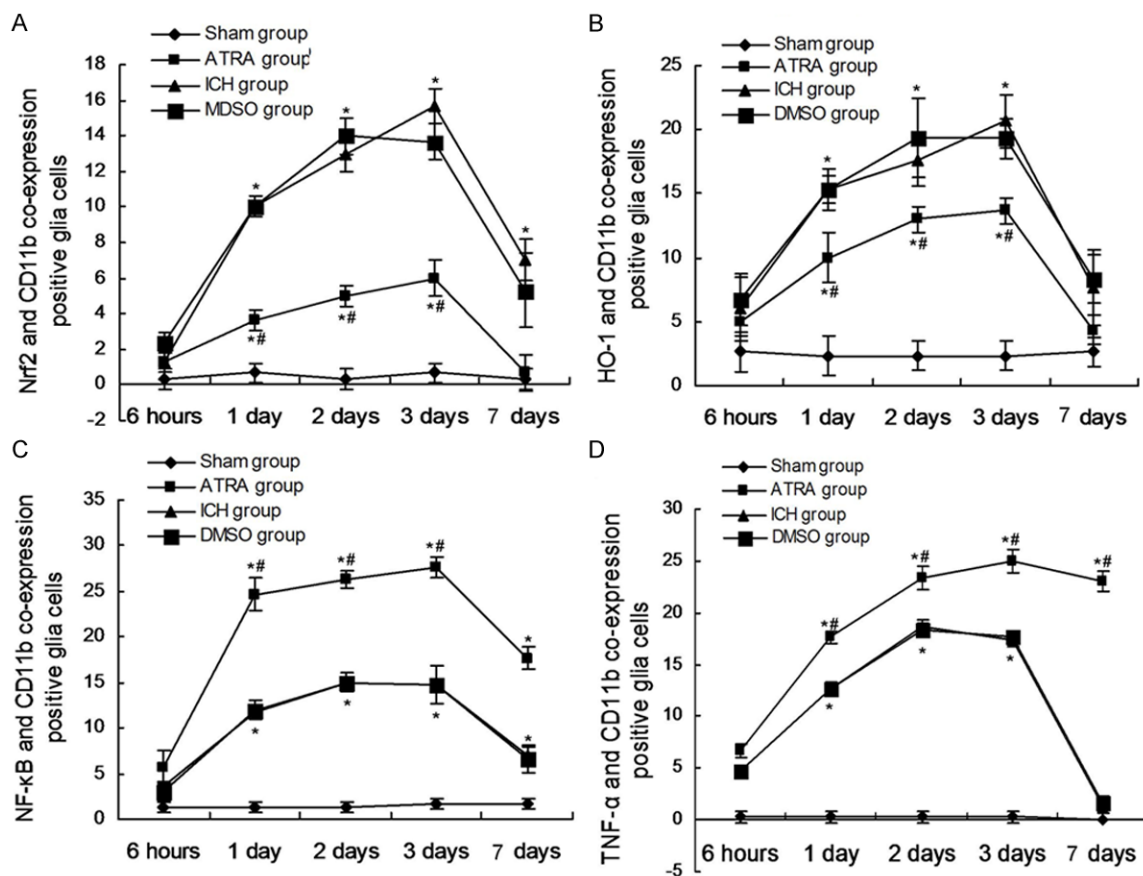 A
Sham group
ATRA group
ICH group
MDSO group
Nrf2 and CD11b co-expression
positive glia cells
18
16
14
12
10
8
6
4
2
0
-2
*
*
*
*
*#
*#
*#
6 hours
1 day
2 days
3 days
7 days
B
Sham group
ATRA group
ICH group
DMSO group
HO-1 and CD11b co-expression
positive glia cells
25
20
15
10
5
0
*
*
*
*#
*#
*#
6 hours
1 day
2 days
3 days
7 days
C
Sham group
ATRA group
ICH group
DMSO group
NF-κB and CD11b co-expression
positive glia cells
35
30
25
20
15
10
5
0
*#
*#
*#
*
*
*
*
*
6 hours
1 day
2 days
3 days
7 days
D
Sham group
ATRA group
ICH group
DMSO group
TNF-α and CD11b co-expression
positive glia cells
30
25
20
15
10
5
0
-5
*#
*#
*#
*#
*
*
*
6 hours
1 day
2 days
3 days
7 days